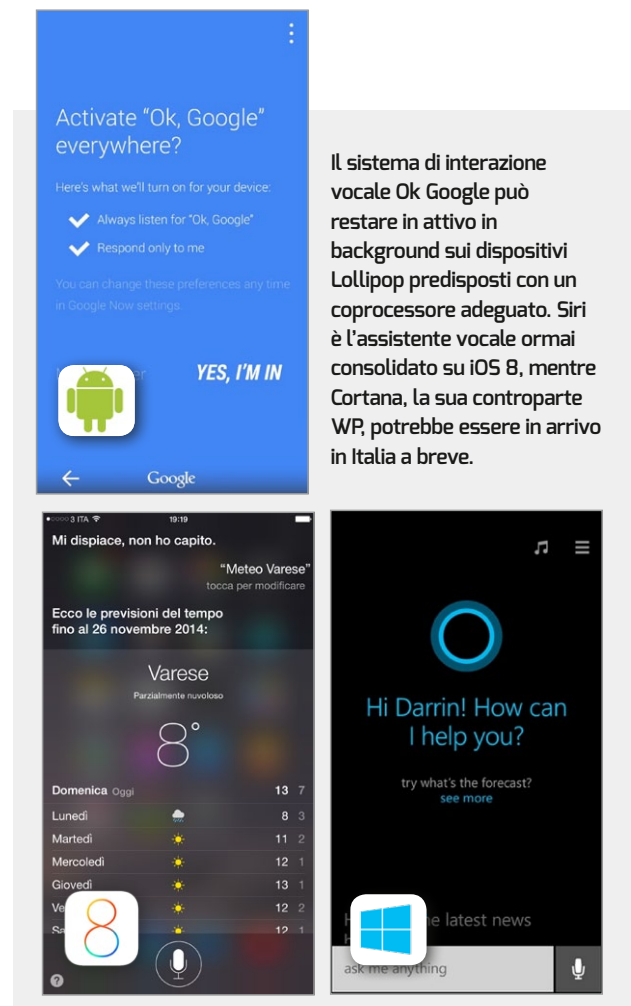 Activate “Ok, Google”
everywhere?
Here's what we'll turn on for your device:
Always listen for “Ok, Google”
Respond only to me
You can change these preferences any time
in Google Now settings.
YES, I'M IN
Google
Il sistema di interazione
vocale Ok Google può
restare in attivo in
background sui dispositivi
Lollipop predisposti con un
coprocessore adeguato. Siri
è l'assistente vocale ormai
consolidato su iOS 8, mentre
Cortana, la sua controparte
WP, potrebbe essere in arrivo
in Italia a breve.
3 ITA 19:19
Mi dispiace, non ho capito.
“Meteo Varese”
tocca per modificare
Ecco le previsioni del tempo
fino al 26 novembre 2014:
Varese
Parzialmente nuvoloso
8°
Domenica Oggi 13 7
Lunedì 8 3
Martedì 11 2
Mercoledì 12 1
Giovedì 13 1
Ve 12 2
Sa 12 1
8
?
Hi Darrin! How can
I help you?
try what's the forecast?
see more
e latest news
ask me anything